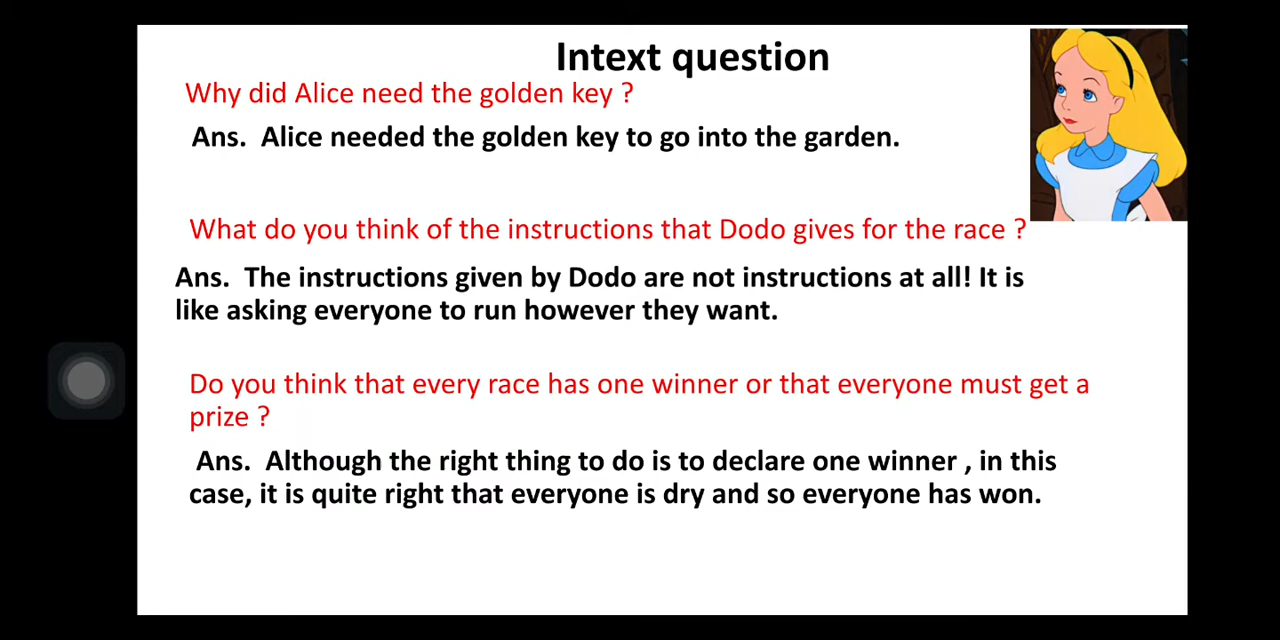 Intext question
Why did Alice need the golden key ?
Ans.  Alice needed the golden key to go into the garden.
What do you think of the instructions that Dodo gives for the race ?
Ans.  The instructions given by Dodo are not instructions at all! It is
like asking everyone to run however they want.
Do you think that every race has one winner or that everyone must get a
prize ?
Ans.  Although the right thing to do is to declare one winner , in this
case, it is quite right that everyone is dry and so everyone has won.